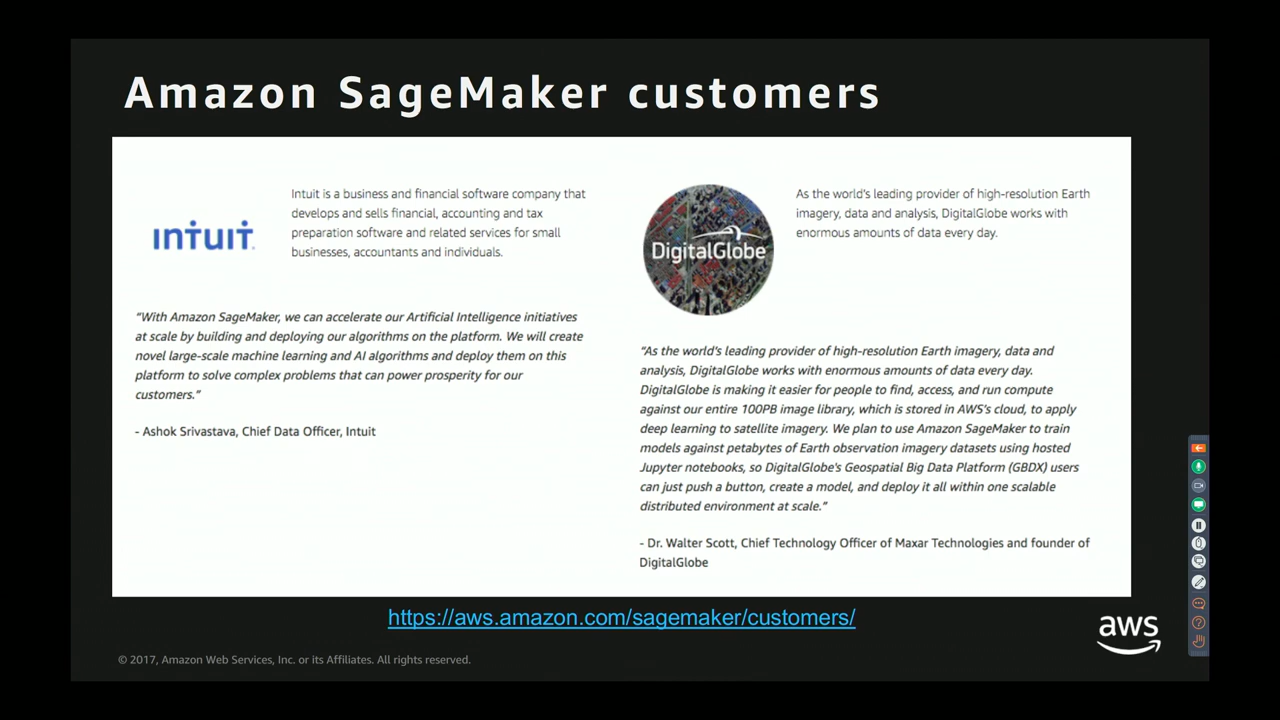 Amazon SageMaker customers
intuit
Intuit is a business and financial software company that
develops and sells financial, accounting and tax
preparation software and related services for small
businesses, accountants and individuals.
“With Amazon SageMaker, we can accelerate our Artificial Intelligence initiatives
at scale by building and deploying our algorithms on the platform. We will create
novel large-scale machine learning and AI algorithms and deploy them on this
platform to solve complex problems that can power prosperity for our
customers.”
- Ashok Srivastava, Chief Data Officer, Intuit
DigitalGlobe
As the world’s leading provider of high-resolution Earth
imagery, data and analysis, DigitalGlobe works with
enormous amounts of data every day.
“As the world’s leading provider of high-resolution Earth imagery, data and
analysis, DigitalGlobe works with enormous amounts of data every day.
DigitalGlobe is making it easier for people to find, access, and run compute
against our entire 100PB image library, which is stored in AWS’s cloud, to apply
deep learning to satellite imagery. We plan to use Amazon SageMaker to train
models against petabytes of Earth observation imagery datasets using hosted
Jupyter notebooks, so DigitalGlobe's Geospatial Big Data Platform (GBDX) users
can just push a button, create a model, and deploy it all within one scalable
distributed environment at scale.”
- Dr. Walter Scott, Chief Technology Officer of Maxar Technologies and founder of
DigitalGlobe
https://aws.amazon.com/sagemaker/customers/
aws
© 2017, Amazon Web Services, Inc. or its Affiliates. All rights reserved.